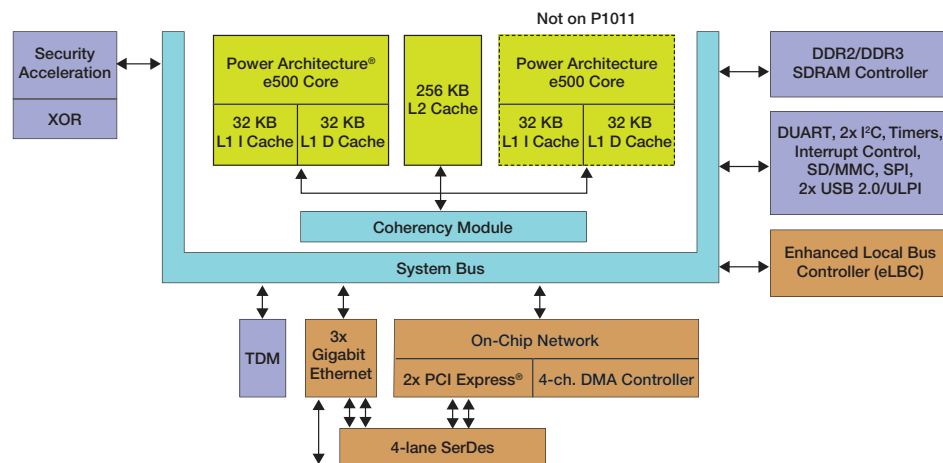 Not on P1011
Security
Acceleration
XOR
Power Architecture®
e500 Core
32 KB
L1 I Cache
32 KB
L1 D Cache
256 KB
L2 Cache
Power Architecture
e500 Core
32 KB
L1 I Cache
32 KB
L1 D Cache
DDR2/DDR3
SDRAM Controller
DUART, 2x I²C, Timers,
Interrupt Control,
SD/MMC, SPI,
2x USB 2.0/ULPI
Coherency Module
System Bus
Enhanced Local Bus
Controller (eLBC)
TDM
3x
Gigabit
Ethernet
On-Chip Network
2x PCI Express®
4-ch. DMA Controller
4-lane SerDes